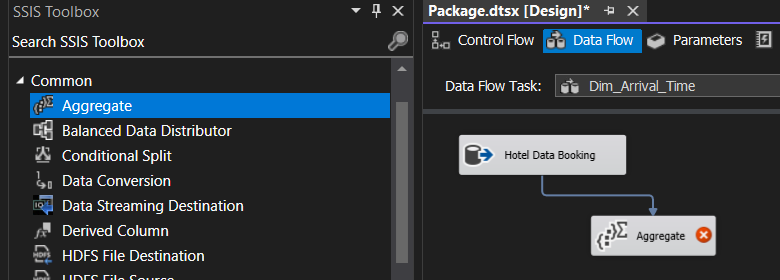 SSIS Toolbox
Search SSIS Toolbox
Common
Aggregate
Balanced Data Distributor
Conditional Split
Data Conversion
Data Streaming Destination
Derived Column
HDFS File Destination
HDFS File Source
Package.dtsx [Design]*
Control Flow
Data Flow
Parameters
Data Flow Task:
Dim_Arrival_Time
Hotel Data Booking
Aggregate